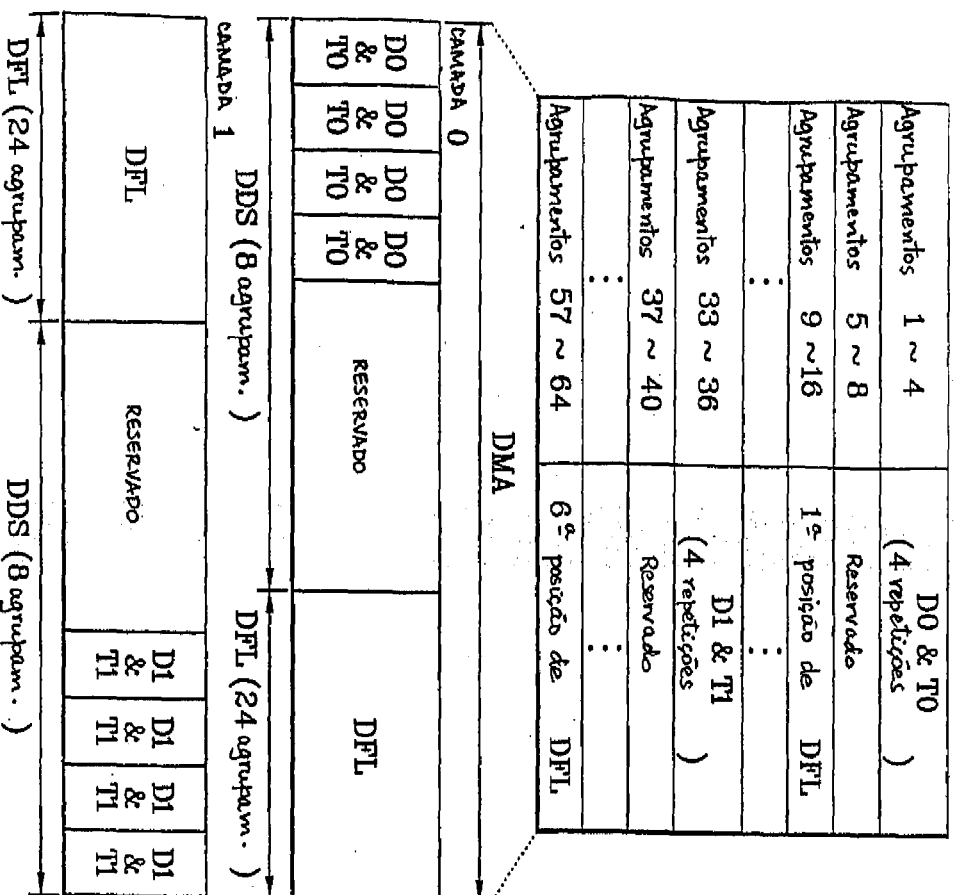 Agrupamentos 1 ~ 4 D0 & T0
(4 repetições )
Agrupamentos 5 ~ 8 Reservado
Agrupamentos 9 ~16 1ª posição de DFL
⋮ ⋮
Agrupamentos 33 ~ 36 D1 & T1
(4 repetições )
Agrupamentos 37 ~ 40 Reservado
⋮ ⋮
Agrupamentos 57 ~ 64 6ª posição de DFL
DMA
CAMADA 0
D0 & T0
D0 & T0
D0 & T0
D0 & T0
RESERVADO
DFL
DDS (8 agrupam. )
DFL (24 agrupam. )
CAMADA 1
DFL
RESERVADO
D1 & T1
D1 & T1
D1 & T1
D1 & T1
DFL (24 agrupam. )
DDS (8 agrupam. )